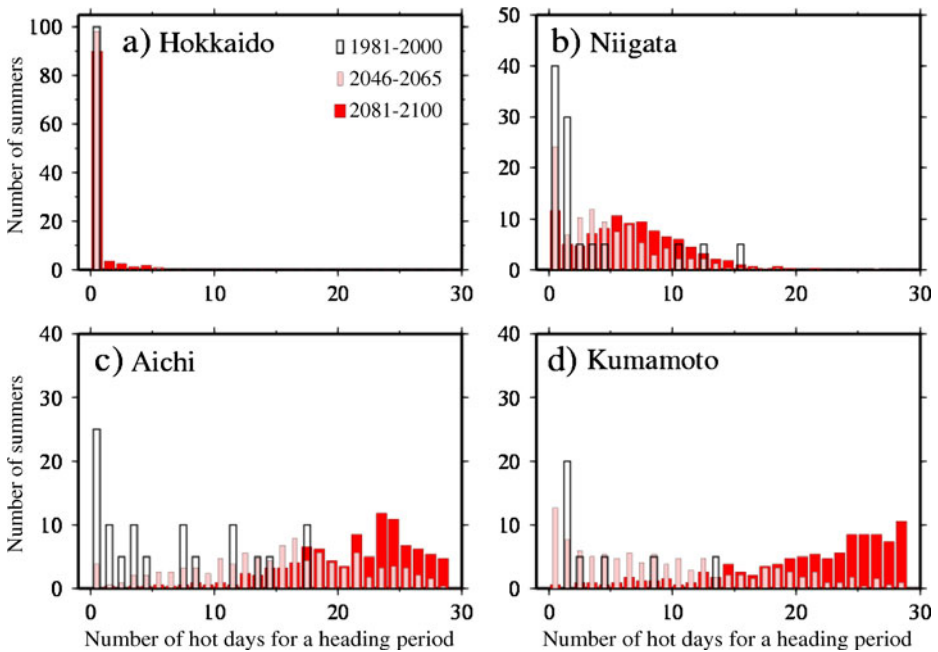 a) Hokkaido
1981-2000
2046-2065
2081-2100
Number of summers
100
80
60
40
20
0
0 10 20 30
b) Niigata
50
40
30
20
10
0
0 10 20 30
c) Aichi
Number of summers
40
30
20
10
0
0 10 20 30
Number of hot days for a heading period
d) Kumamoto
40
30
20
10
0
0 10 20 30
Number of hot days for a heading period